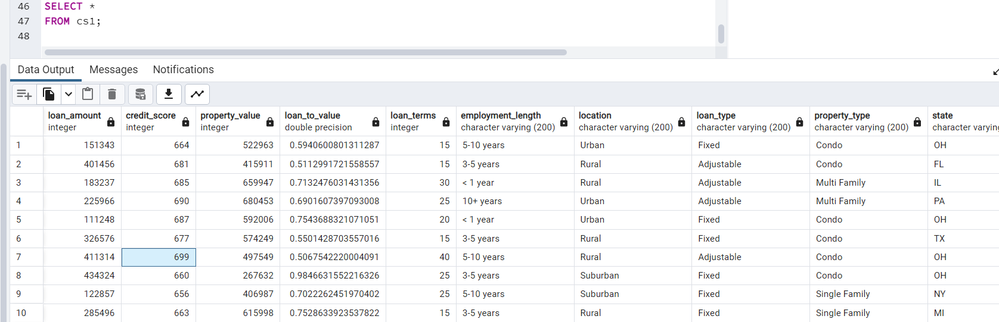 46 SELECT *
47 FROM cs1;
48
Data Output Messages Notifications
loan_amount credit_score property_value loan_to_value loan_terms employment_length location loan_type property_type state
integer integer integer double precision integer character varying (200) character varying (200) character varying (200) character varying (200) character varying
1 151343 664 522963 0.5940600801311287 15 5-10 years Urban Fixed Condo OH
2 401456 681 415911 0.5112991721558557 15 3-5 years Rural Adjustable Condo FL
3 183237 685 659947 0.7132476031431356 30 < 1 year Rural Adjustable Multi Family IL
4 225966 690 680453 0.6901607397093008 25 10+ years Urban Adjustable Multi Family PA
5 111248 687 592006 0.7543688321071051 20 < 1 year Urban Fixed Condo OH
6 326576 677 574249 0.5501428703557016 15 3-5 years Rural Fixed Condo TX
7 411314 699 497549 0.5067542220004091 40 5-10 years Rural Adjustable Condo OH
8 434324 660 267632 0.9846631552216326 25 3-5 years Suburban Fixed Condo OH
9 122857 656 406987 0.7022262451970402 25 5-10 years Suburban Fixed Single Family NY
10 285496 663 615998 0.7528633923537822 15 3-5 years Rural Fixed Single Family MI